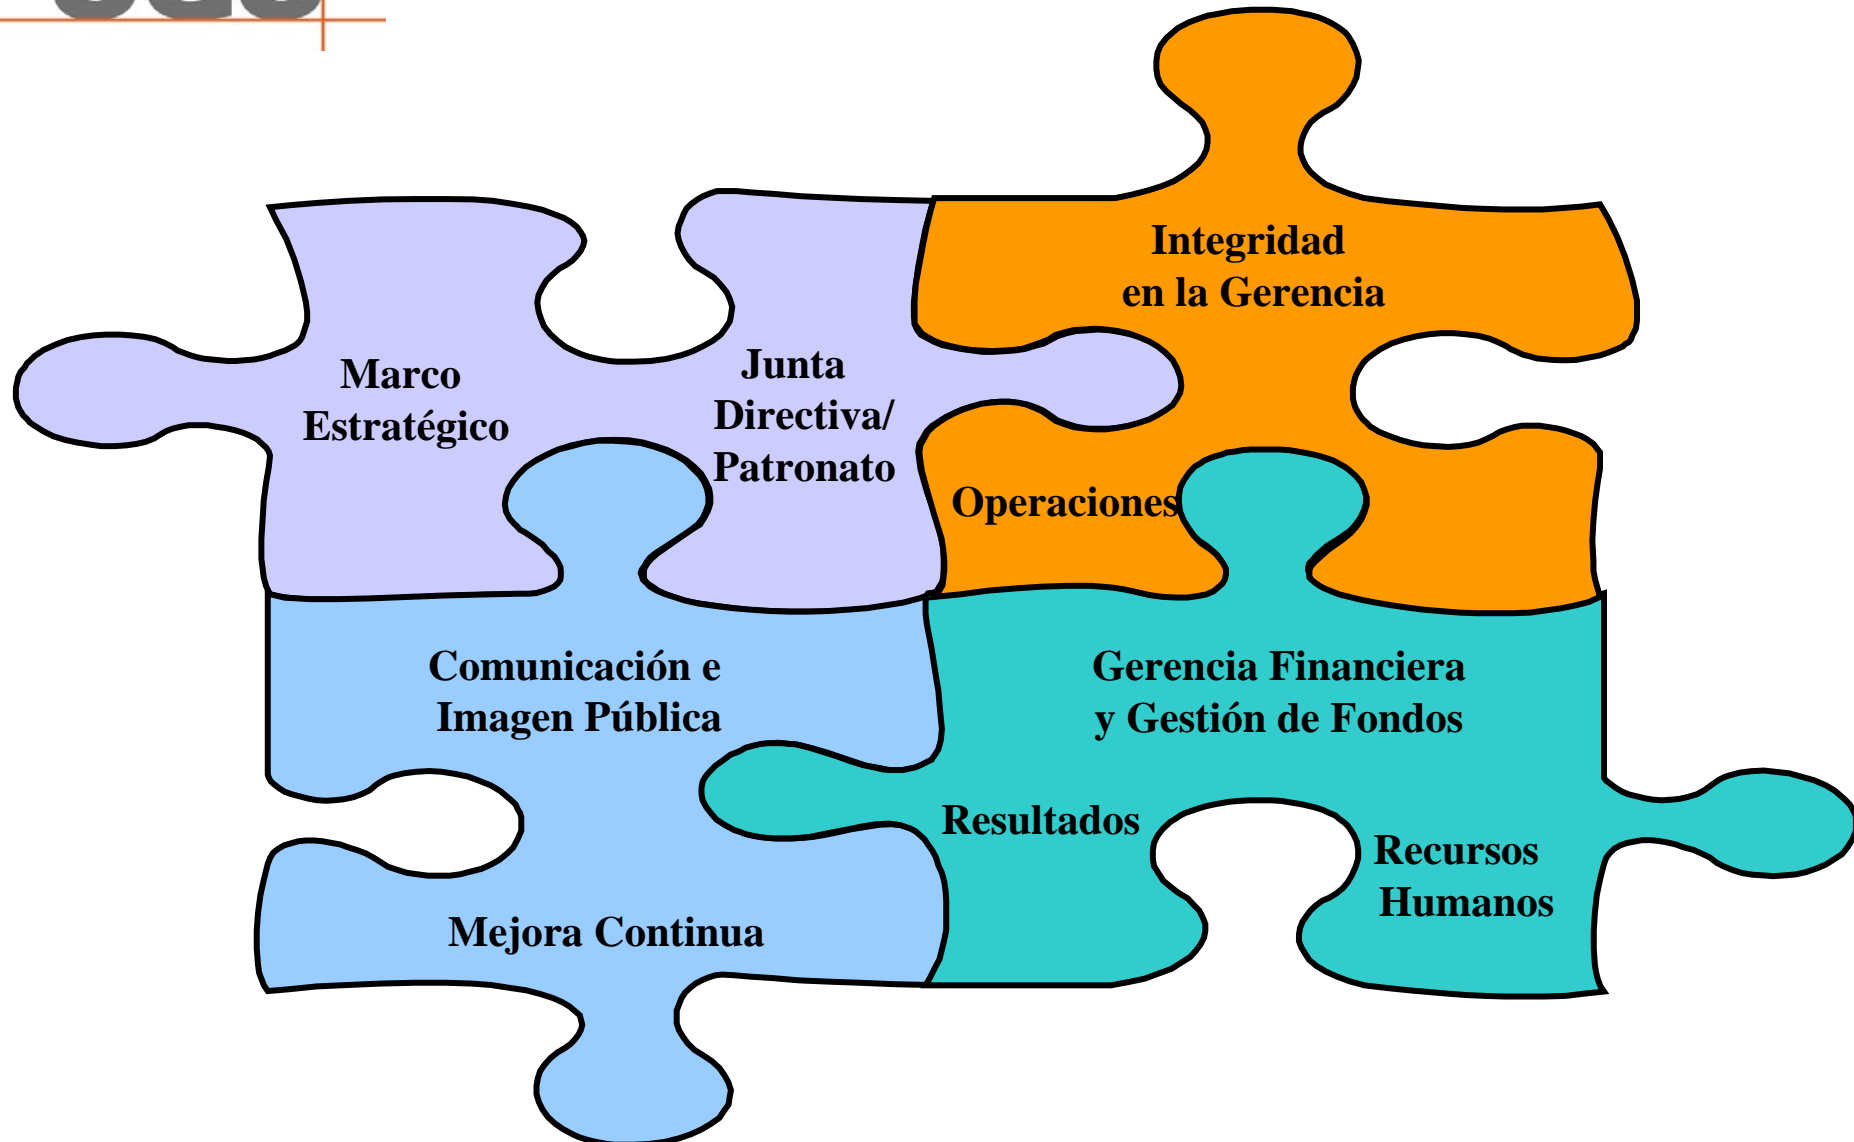 Integridad
en la Gerencia
Marco
Estratégico
Junta
Directiva/
Patronato
Operaciones
Comunicación e
Imagen Pública
Gerencia Financiera
y Gestión de Fondos
Resultados
Recursos
Humanos
Mejora Continua